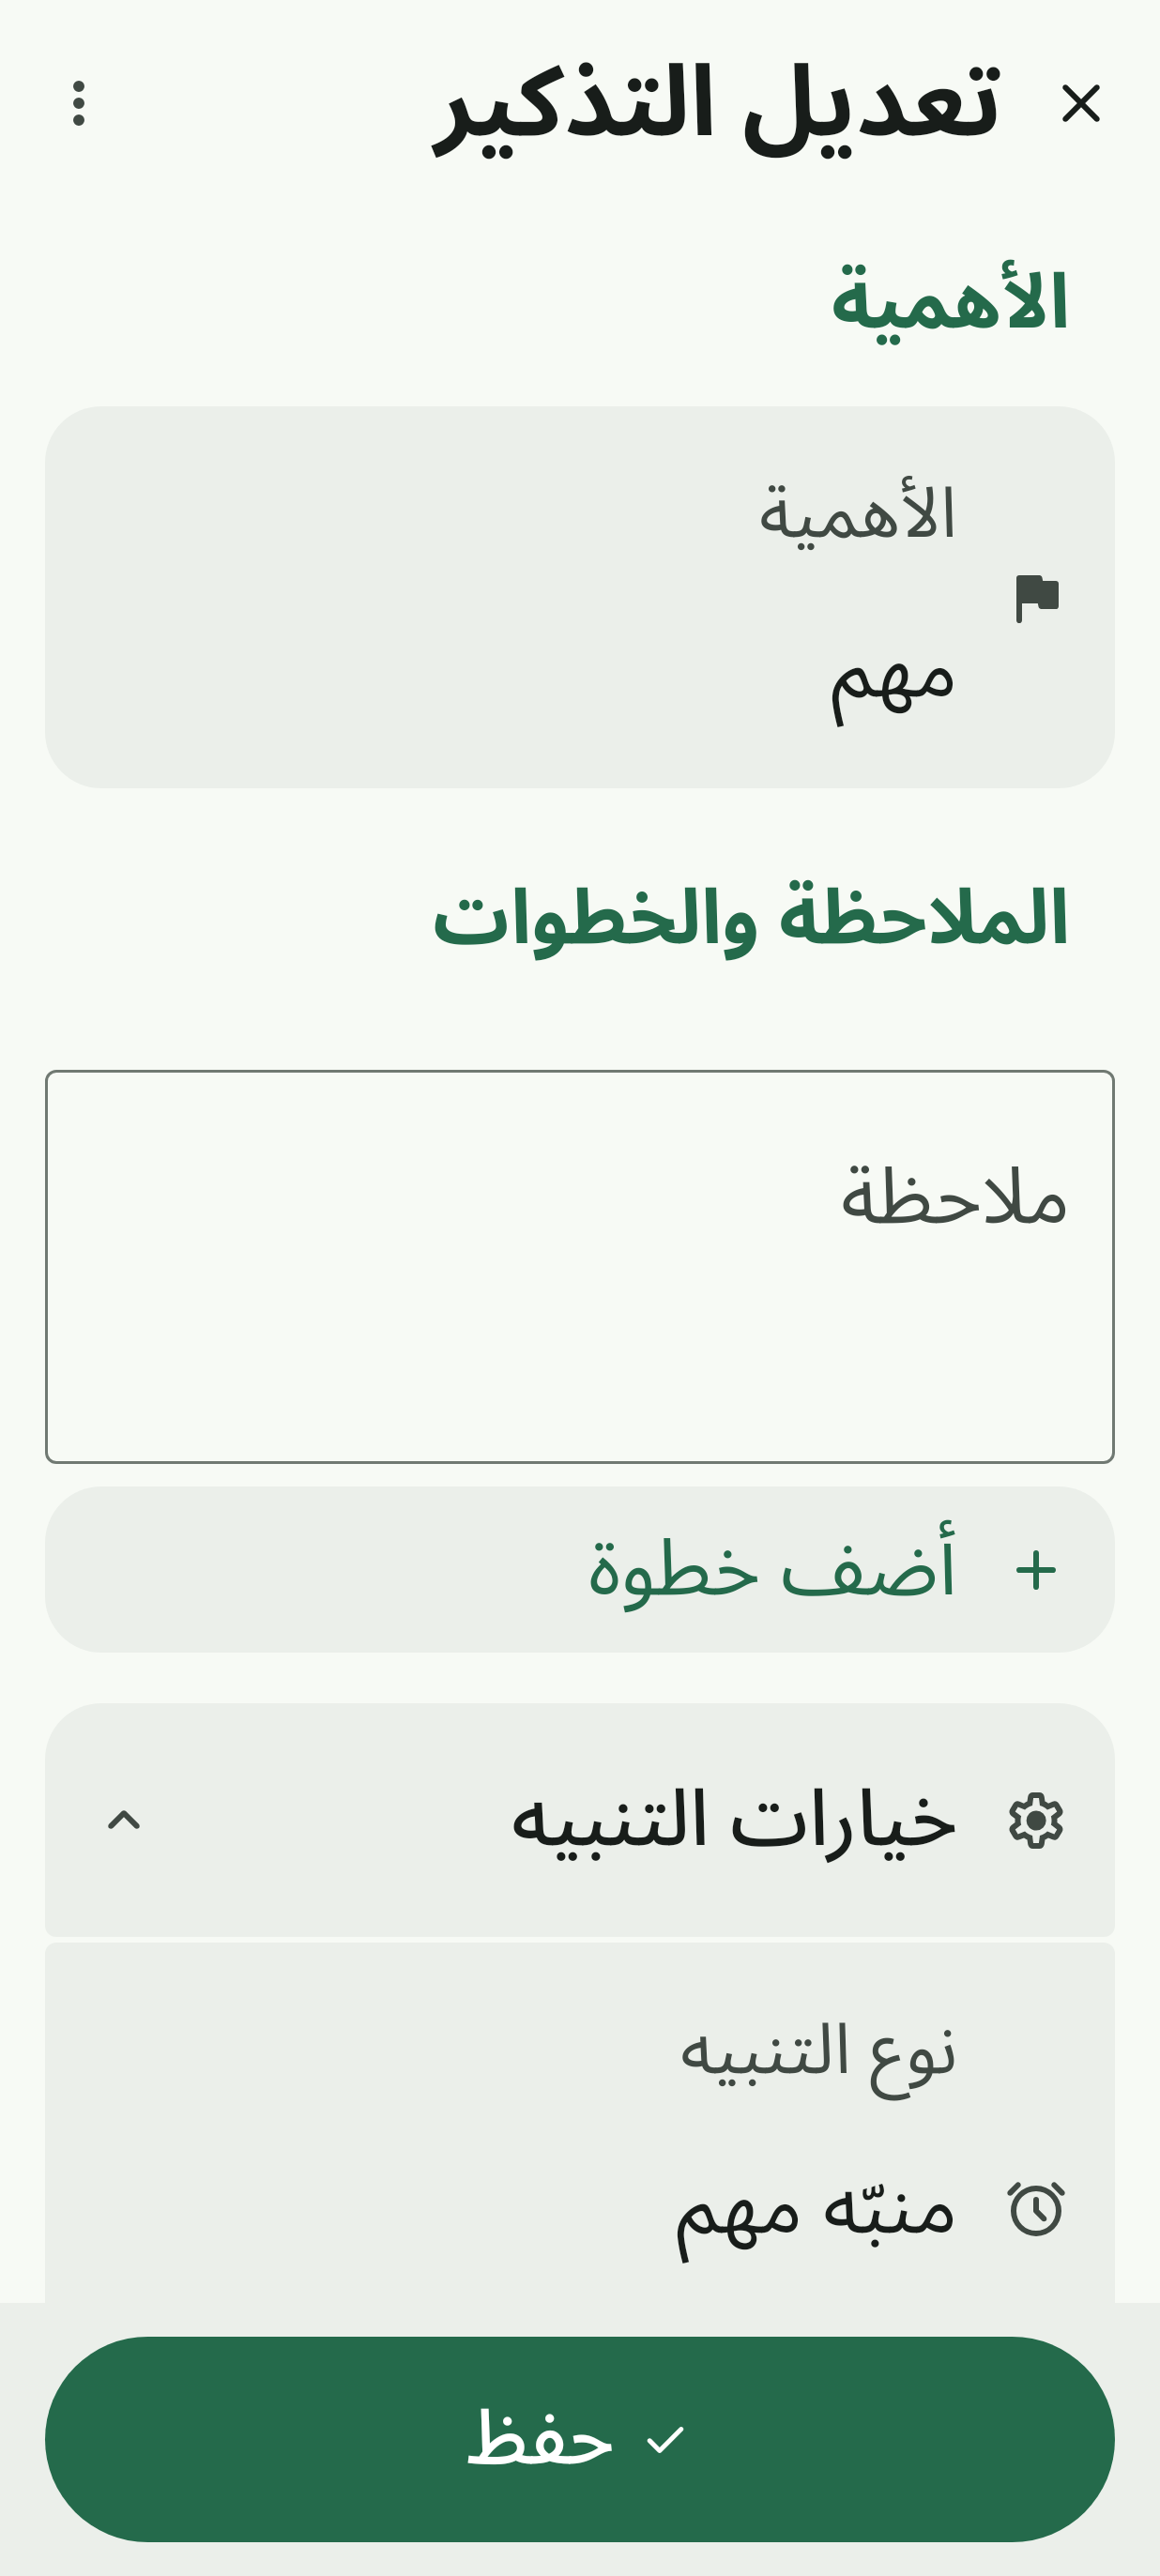 تعديل التذكير
الأهمية
الأهمية
مهم
الملاحظة والخطوات
ملاحظة
أضف خطوة
خيارات التنبيه
نوع التنبيه
منبّه مهم
حفظ